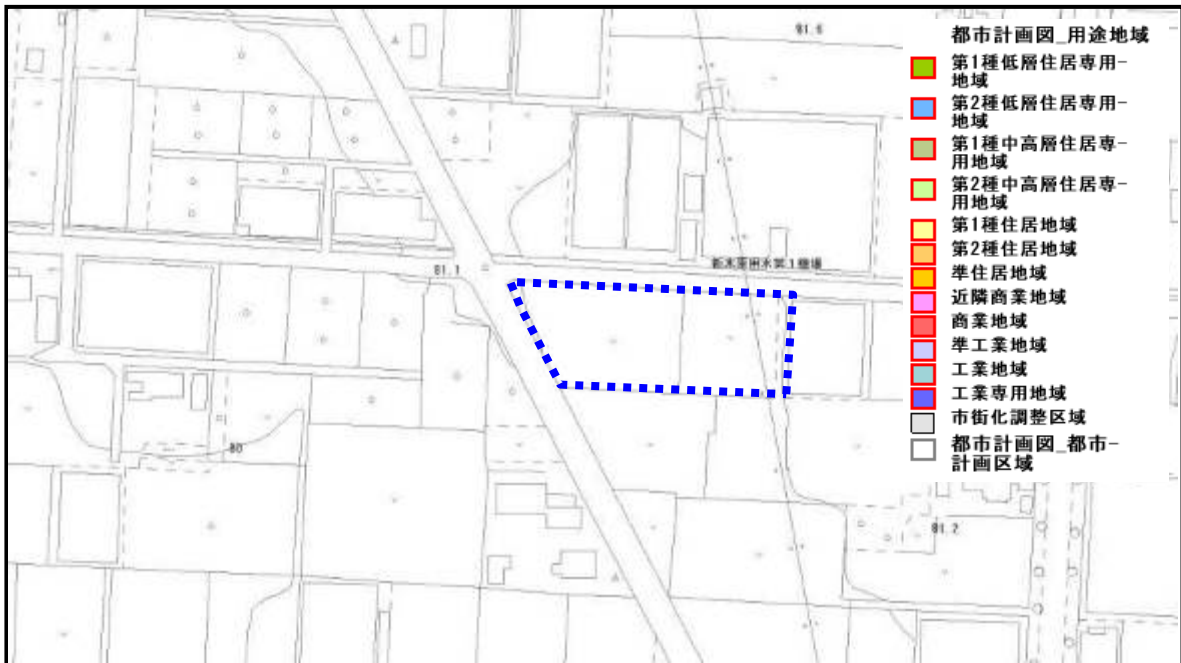 81.6
都市計画図_用途地域
第1種低層住居専用-
地域
第2種低層住居専用-
地域
第1種中高層住居専-
用地域
第2種中高層住居専-
用地域
第1種住居地域
第2種住居地域
準住居地域
近隣商業地域
商業地域
準工業地域
工業地域
工業専用地域
市街化調整区域
都市計画図_都市-
計画区域
81.1
80
81.2